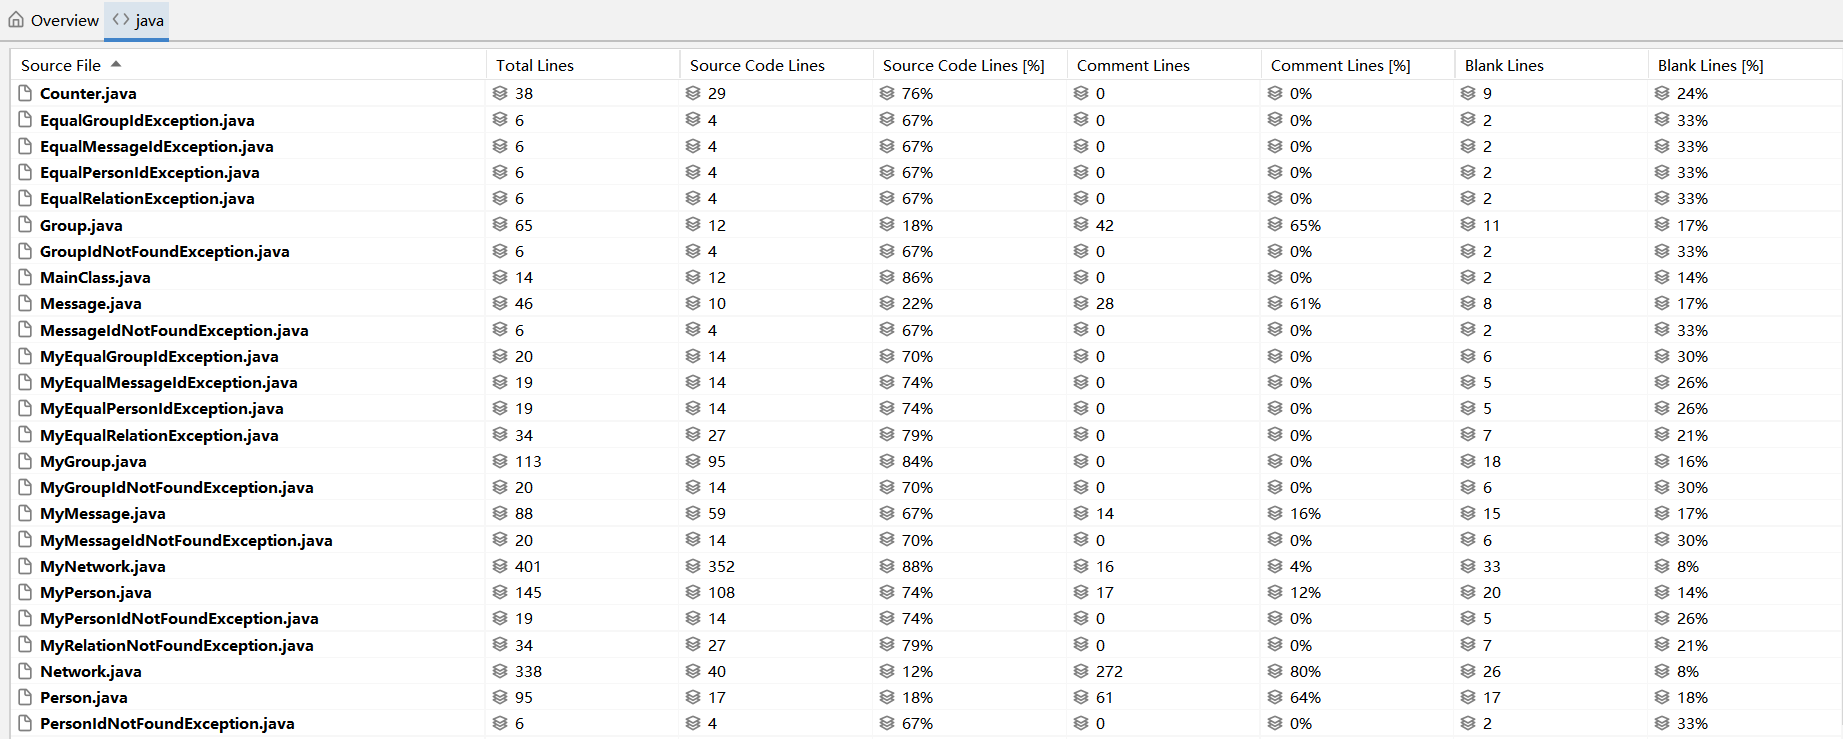 Overview java
Source File Total Lines Source Code Lines Source Code Lines [%] Comment Lines Comment Lines [%] Blank Lines Blank Lines [%]
Counter.java 38 29 76% 0 0% 9 24%
EqualGroupIdException.java 6 4 67% 0 0% 2 33%
EqualMessageIdException.java 6 4 67% 0 0% 2 33%
EqualPersonIdException.java 6 4 67% 0 0% 2 33%
EqualRelationException.java 6 4 67% 0 0% 2 33%
Group.java 65 12 18% 42 65% 11 17%
GroupIdNotFoundException.java 6 4 67% 0 0% 2 33%
MainClass.java 14 12 86% 0 0% 2 14%
Message.java 46 10 22% 28 61% 8 17%
MessageIdNotFoundException.java 6 4 67% 0 0% 2 33%
MyEqualGroupIdException.java 20 14 70% 0 0% 6 30%
MyEqualMessageIdException.java 19 14 74% 0 0% 5 26%
MyEqualPersonIdException.java 19 14 74% 0 0% 5 26%
MyEqualRelationException.java 34 27 79% 0 0% 7 21%
MyGroup.java 113 95 84% 0 0% 18 16%
MyGroupIdNotFoundException.java 20 14 70% 0 0% 6 30%
MyMessage.java 88 59 67% 14 16% 15 17%
MyMessageIdNotFoundException.java 20 14 70% 0 0% 6 30%
MyNetwork.java 401 352 88% 16 4% 33 8%
MyPerson.java 145 108 74% 17 12% 20 14%
MyPersonIdNotFoundException.java 19 14 74% 0 0% 5 26%
MyRelationNotFoundException.java 34 27 79% 0 0% 7 21%
Network.java 338 40 12% 272 80% 26 8%
Person.java 95 17 18% 61 64% 17 18%
PersonIdNotFoundException.java 6 4 67% 0 0% 2 33%